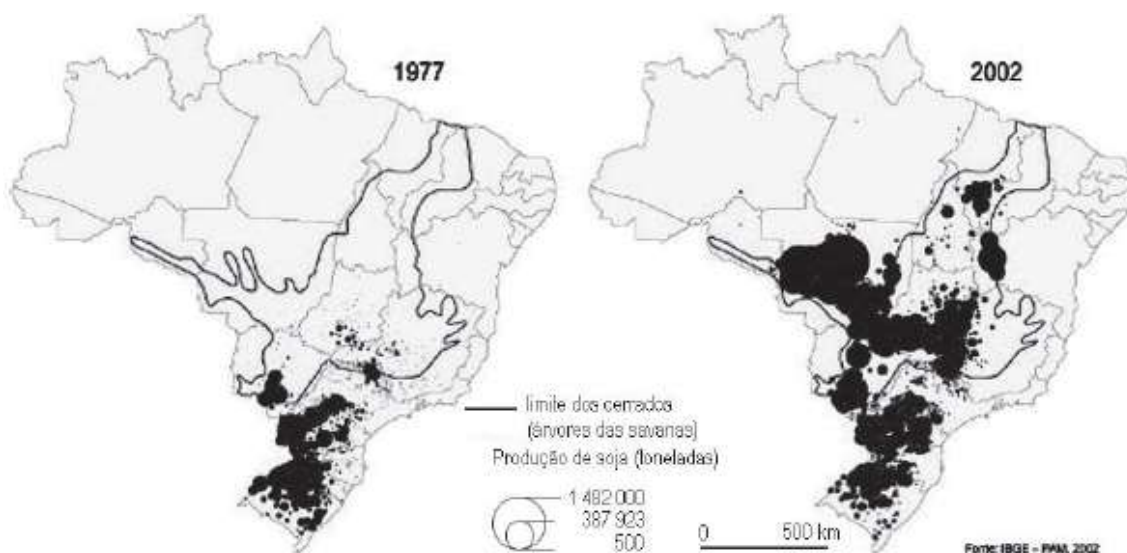 1977
2002
limite dos cerrados
(árvores das savanas)
Produção de soja (toneladas)
1 482 000
387 923
500
0 500 km
Fonte: IBGE – PAM, 2002